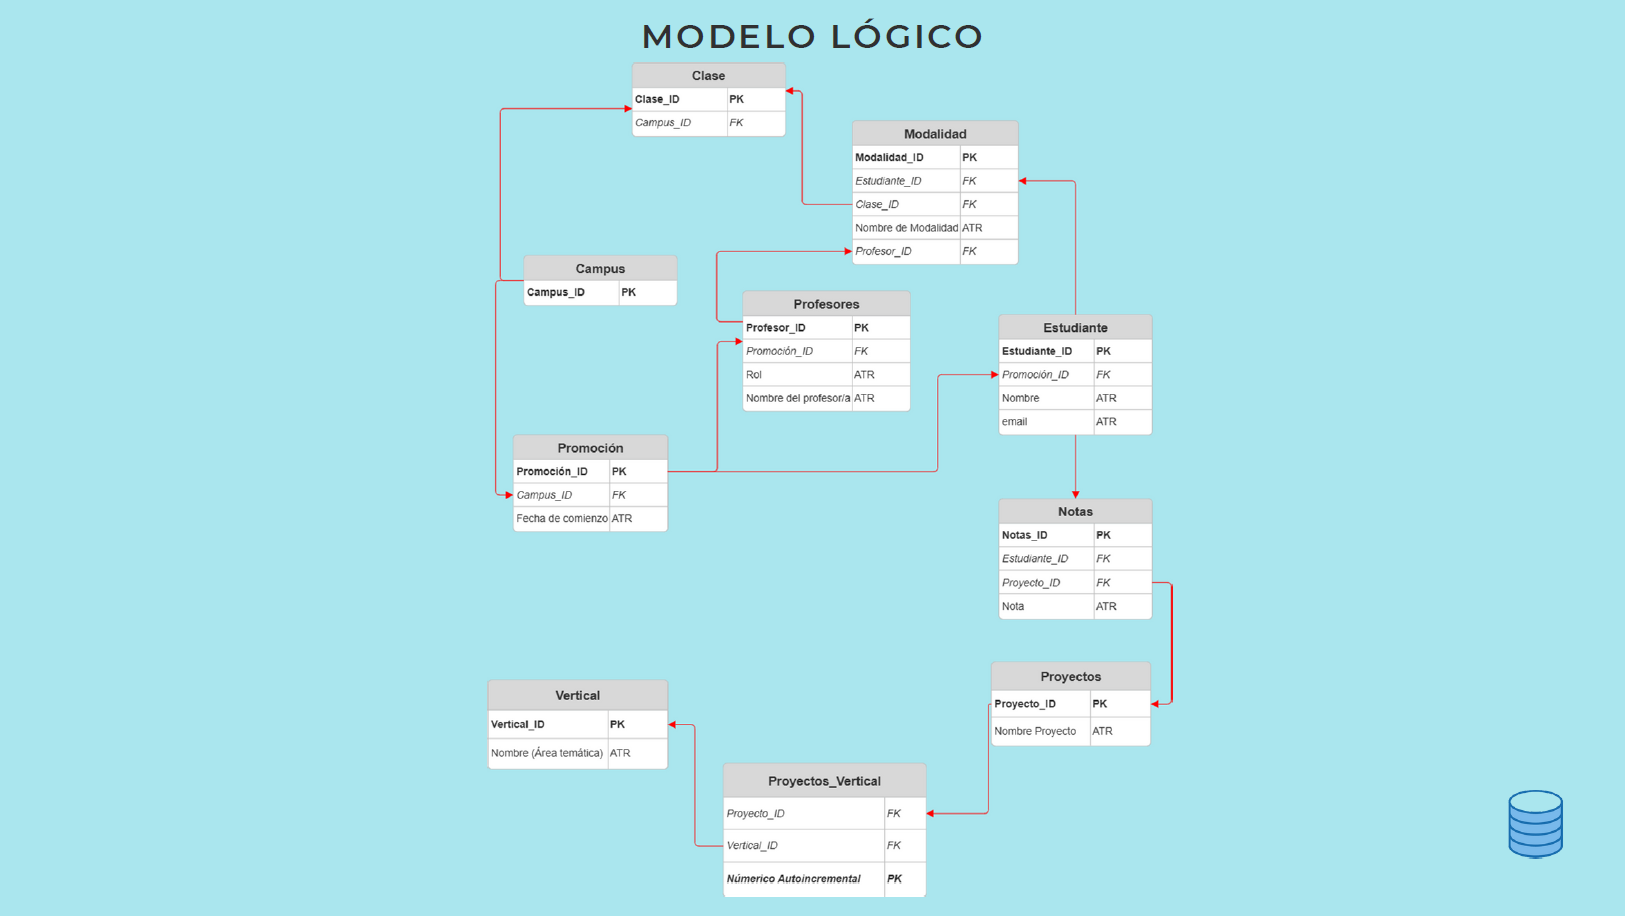 MODELO LÓGICO
Clase
Clase_ID PK
Campus_ID FK
Modalidad
Modalidad_ID PK
Estudiante_ID FK
Clase_ID FK
Nombre de Modalidad ATR
Profesor_ID FK
Campus
Campus_ID PK
Profesores
Profesor_ID PK
Promoción_ID FK
Rol ATR
Nombre del profesor/a ATR
Estudiante
Estudiante_ID PK
Promoción_ID FK
Nombre ATR
email ATR
Promoción
Promoción_ID PK
Campus_ID FK
Fecha de comienzo ATR
Notas
Notas_ID PK
Estudiante_ID FK
Proyecto_ID FK
Nota ATR
Proyectos
Proyecto_ID PK
Nombre Proyecto ATR
Vertical
Vertical_ID PK
Nombre (Área temática) ATR
Proyectos_Vertical
Proyecto_ID FK
Vertical_ID FK
Númerico Autoincremental PK